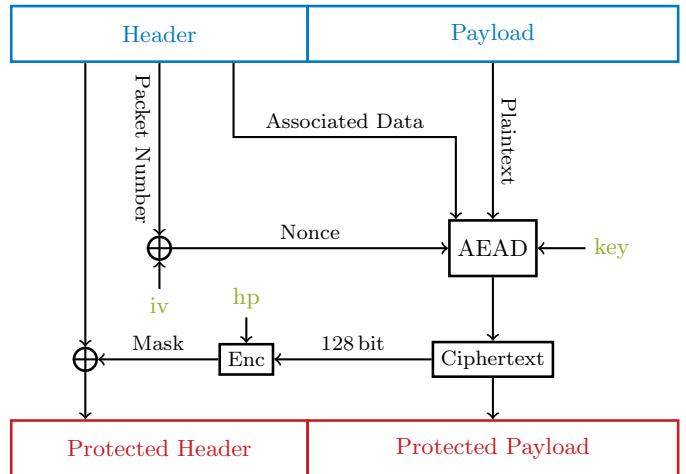 Header
Payload
Packet Number
Associated Data
Plaintext
Nonce
AEAD
key
iv
hp
Mask
Enc
128 bit
Ciphertext
Protected Header
Protected Payload